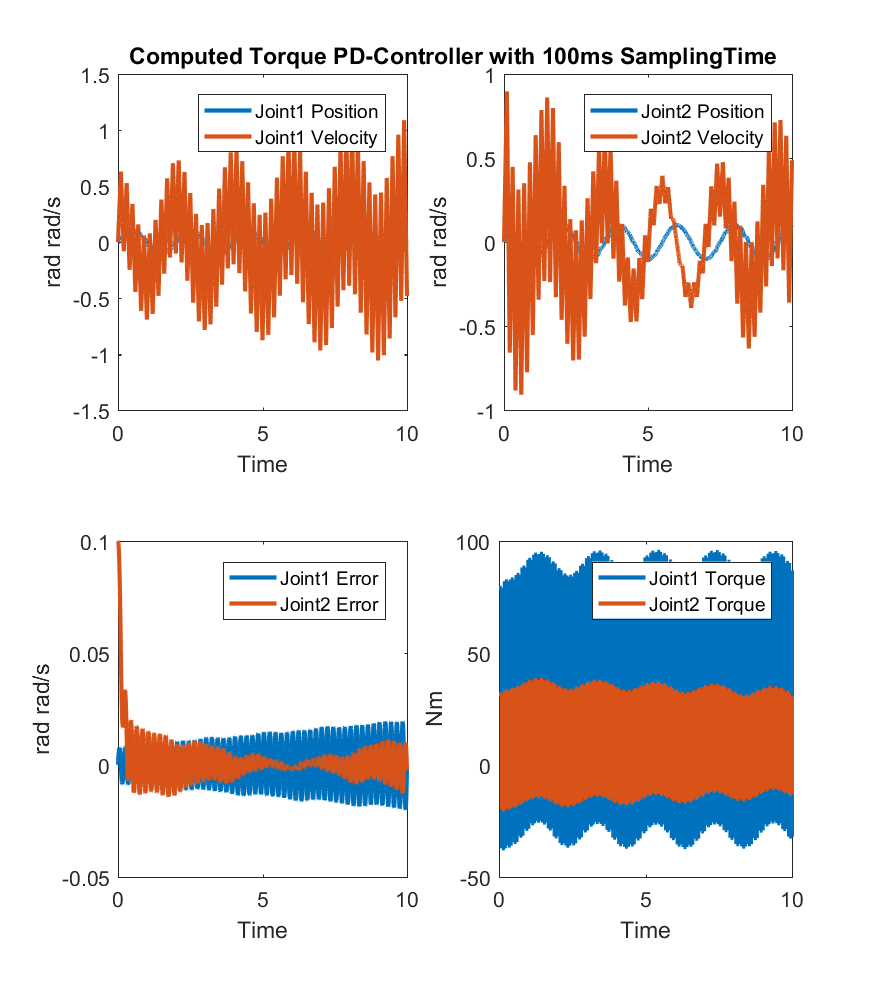 Computed Torque PD-Controller with 100ms SamplingTime
1.5
1
0.5
0
-0.5
-1
-1.5
rad rad/s
Joint1 Position
Joint1 Velocity
0
5
10
Time
1
0.5
0
-0.5
-1
rad rad/s
Joint2 Position
Joint2 Velocity
0
5
10
Time
0.1
0.05
0
-0.05
rad rad/s
Joint1 Error
Joint2 Error
0
5
10
Time
100
50
0
-50
Nm
Joint1 Torque
Joint2 Torque
0
5
10
Time